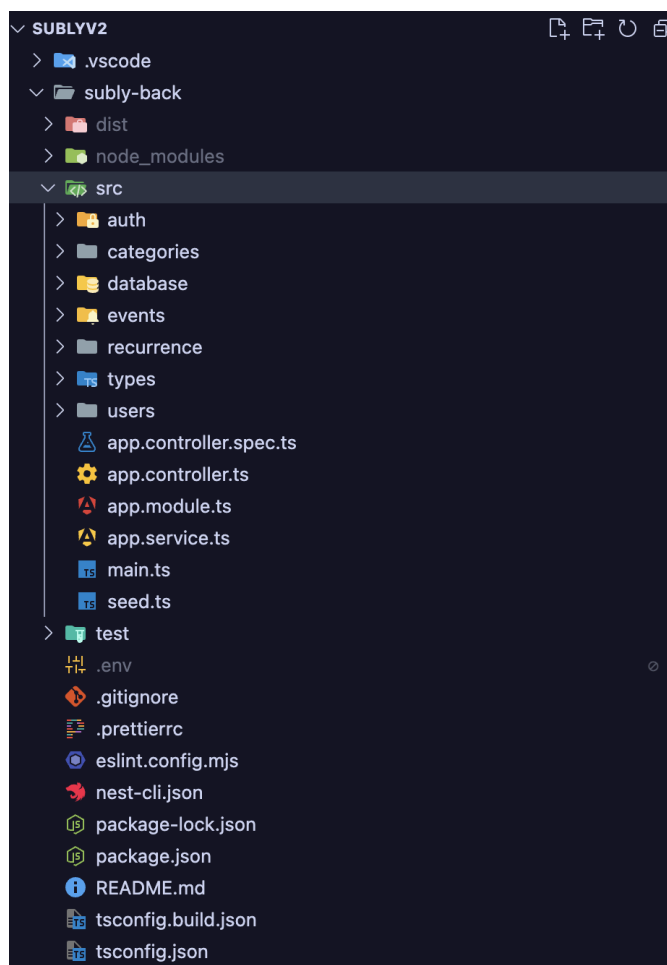 SUBLYV2
.vscode
subly-back
dist
node_modules
src
auth
categories
database
events
recurrence
types
users
app.controller.spec.ts
app.controller.ts
app.module.ts
app.service.ts
main.ts
seed.ts
test
.env
.gitignore
.prettierrc
eslint.config.mjs
nest-cli.json
package-lock.json
package.json
README.md
tsconfig.build.json
tsconfig.json